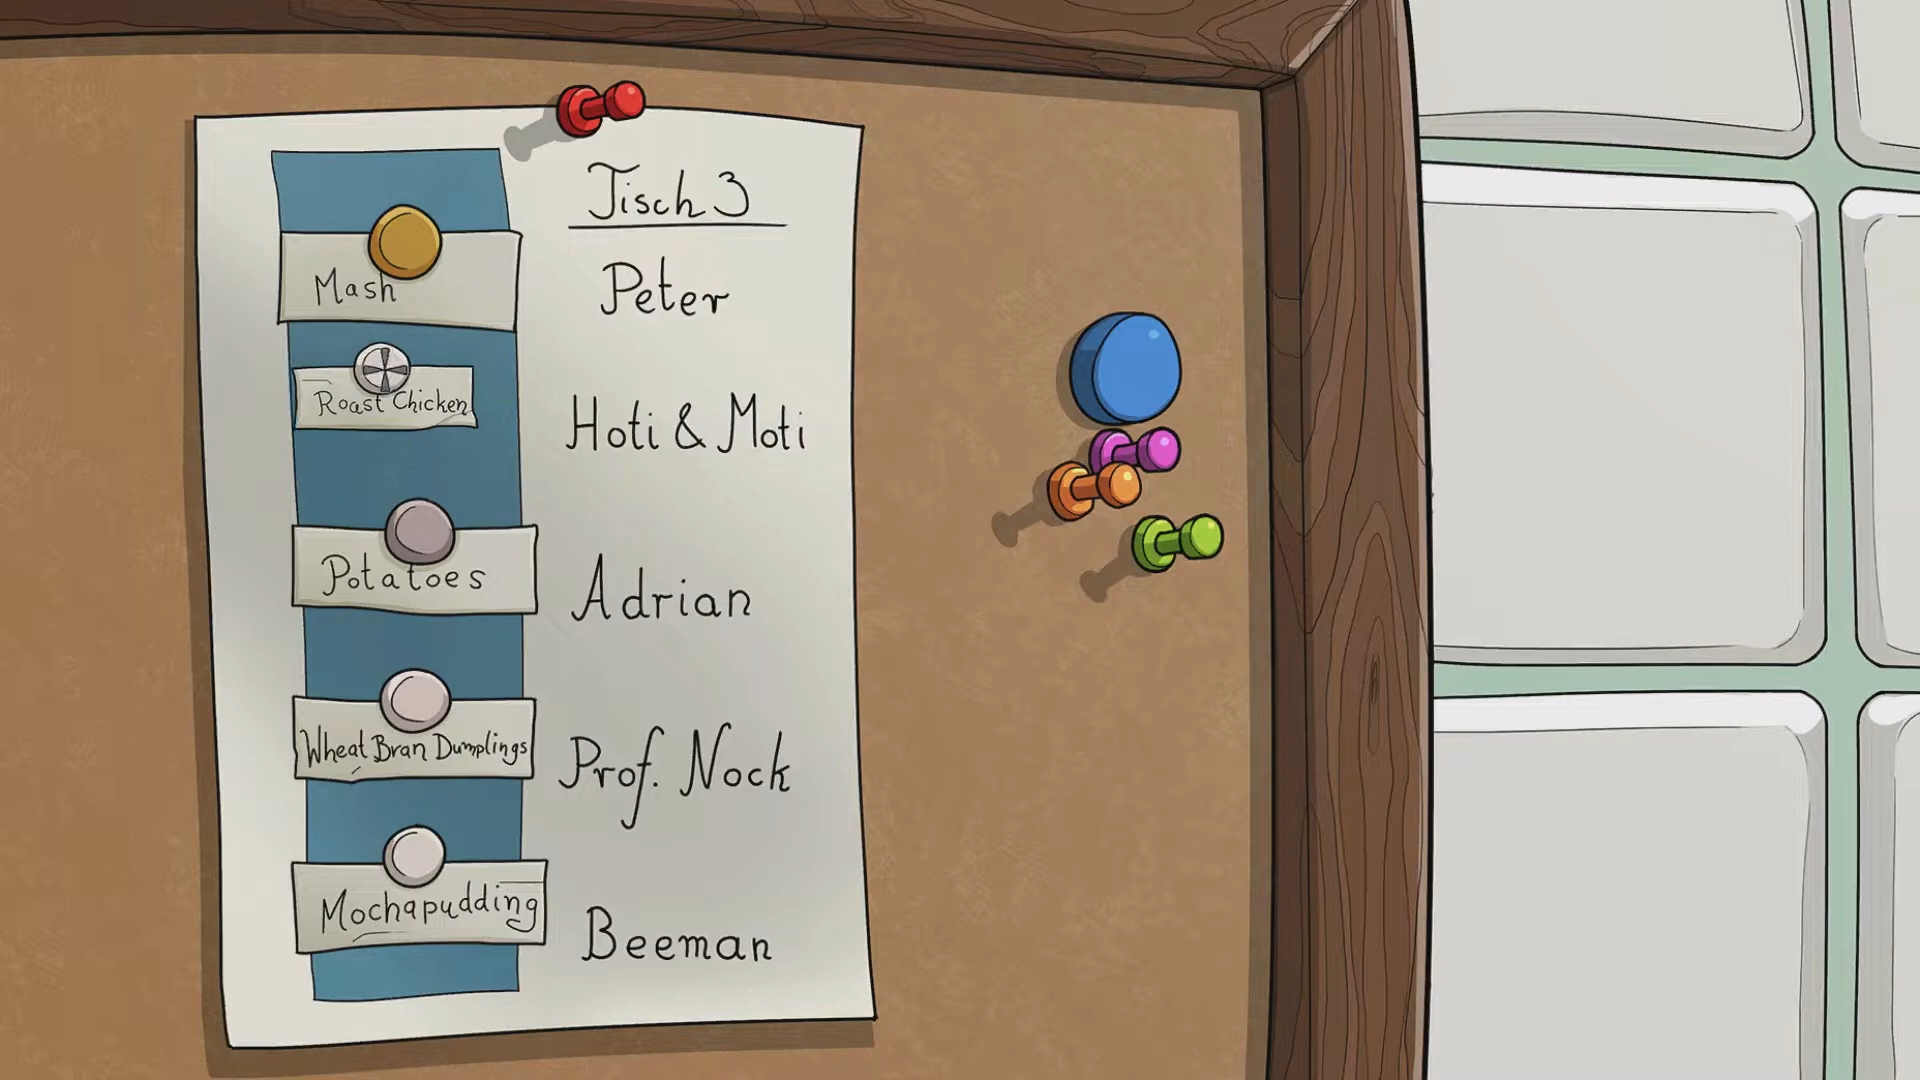 Tisch 3
Mash
Peter
Roast Chicken
Hoti & Moti
Potatoes
Adrian
Wheat Bran Dumplings
Prof. Nock
Mochapudding
Beeman